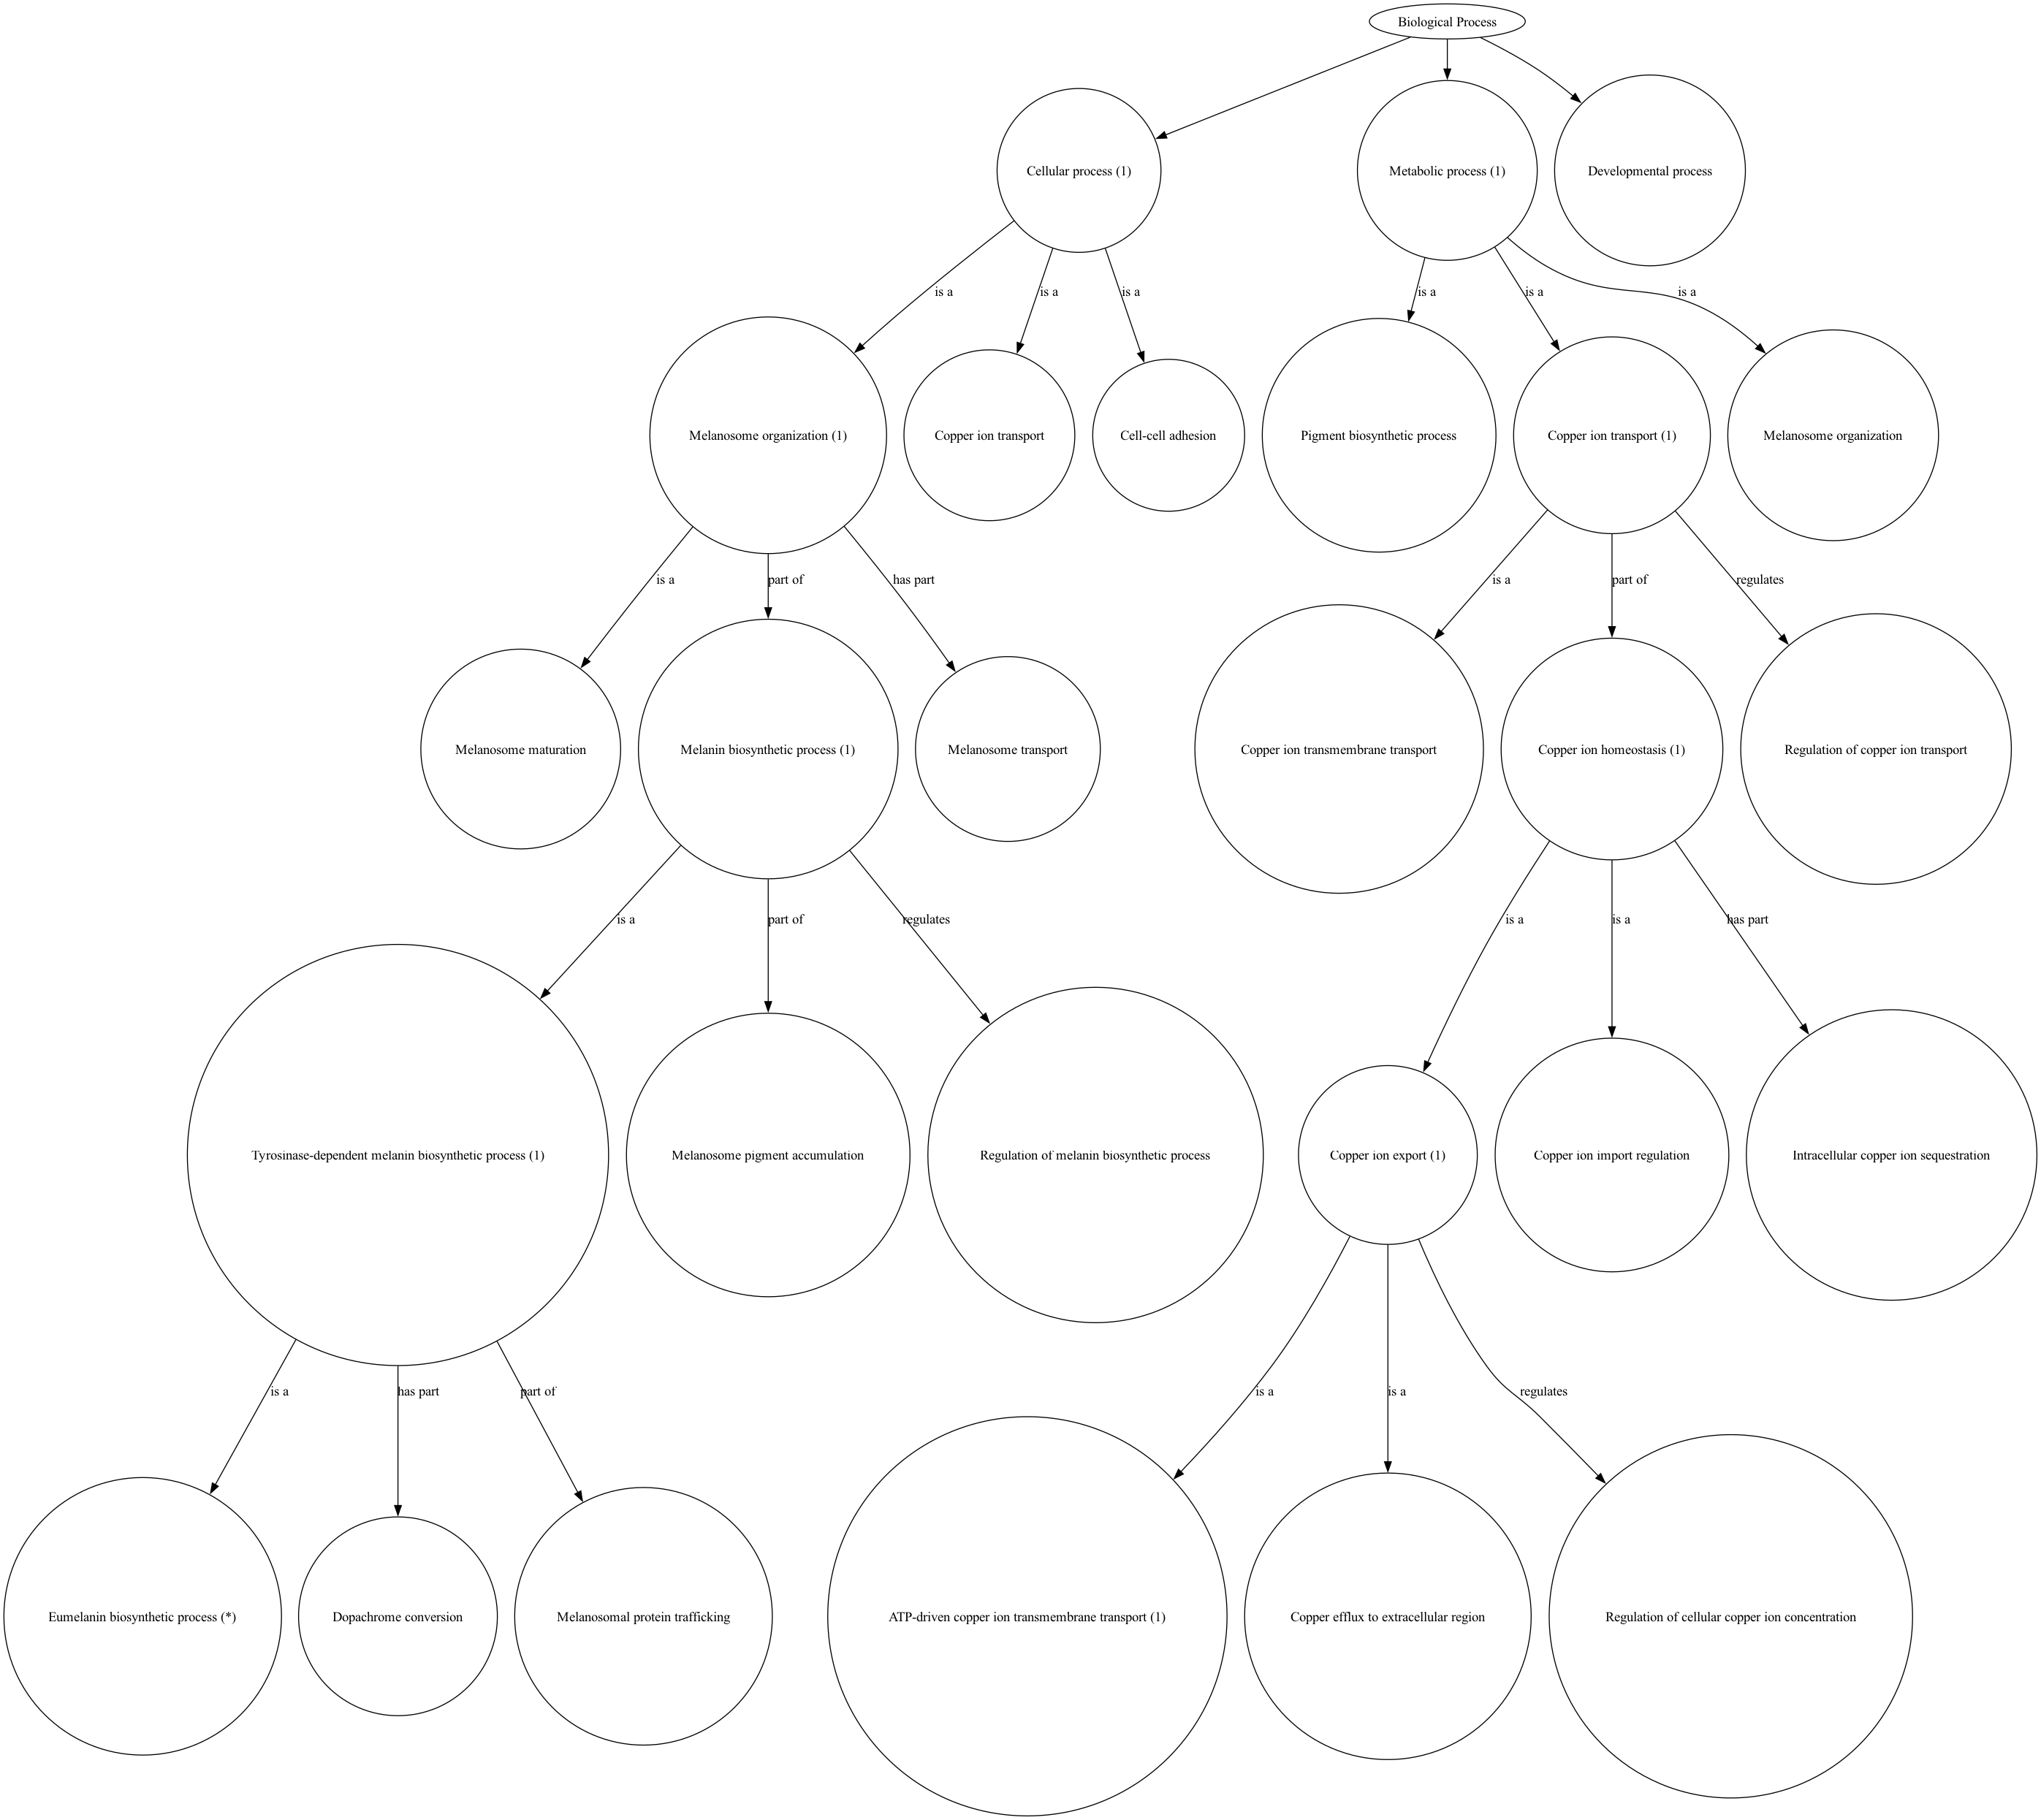 Biological Process
Cellular process (1)
Metabolic process (1)
Developmental process
is a
is a
is a
is a
is a
is a
Melanosome organization (1)
Copper ion transport
Cell-cell adhesion
Pigment biosynthetic process
Copper ion transport (1)
Melanosome organization
is a
part of
has part
is a
part of
regulates
Melanosome maturation
Melanin biosynthetic process (1)
Melanosome transport
Copper ion transmembrane transport
Copper ion homeostasis (1)
Regulation of copper ion transport
is a
part of
regulates
is a
is a
has part
Tyrosinase-dependent melanin biosynthetic process (1)
Melanosome pigment accumulation
Regulation of melanin biosynthetic process
Copper ion export (1)
Copper ion import regulation
Intracellular copper ion sequestration
is a
has part
part of
is a
is a
regulates
Eumelanin biosynthetic process (*)
Dopachrome conversion
Melanosomal protein trafficking
ATP-driven copper ion transmembrane transport (1)
Copper efflux to extracellular region
Regulation of cellular copper ion concentration